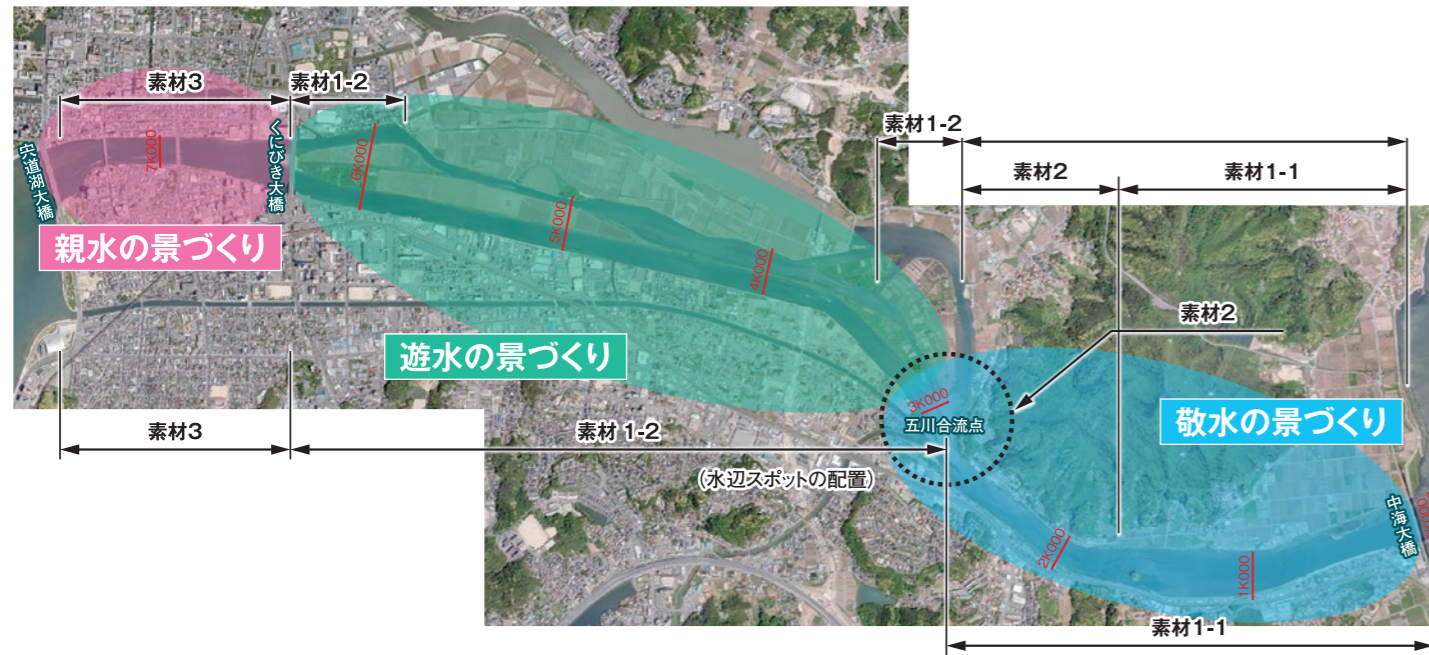 素材3
素材1-2
素材1-2
素材2
素材1-1
宍道湖大橋
7K000
くにびき大橋
6K000
5K000
4K000
親水の景づくり
遊水の景づくり
素材2
3K000
五川合流点
敬水の景づくり
素材3
素材 1-2
(水辺スポットの配置)
2K000
1K000
中海大橋
素材1-1